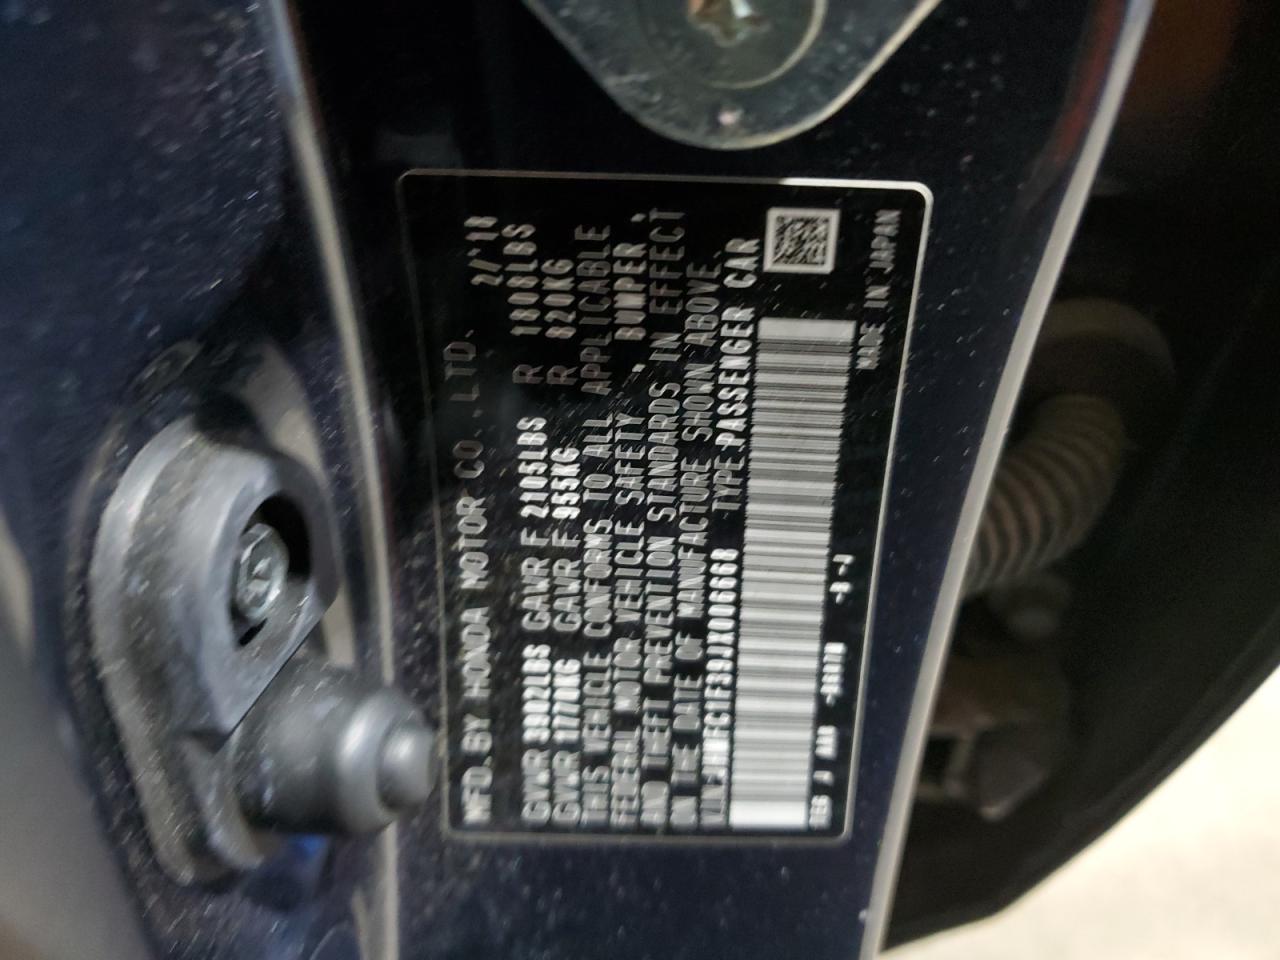 MFD. BY HONDA MOTOR CO., LTD. 2/'18
GVWR 3902LBS GAWR F 2105LBS R 1808LBS
GVWR 1770KG GAWR F 955KG R 820KG
THIS VEHICLE CONFORMS TO ALL APPLICABLE
FEDERAL MOTOR VEHICLE SAFETY, BUMPER,
AND THEFT PREVENTION STANDARDS IN EFFECT
ON THE DATE OF MANUFACTURE SHOWN ABOVE.
V.I.N. JHMFC1F39JX006668 TYPE PASSENGER CAR
MADE IN JAPAN